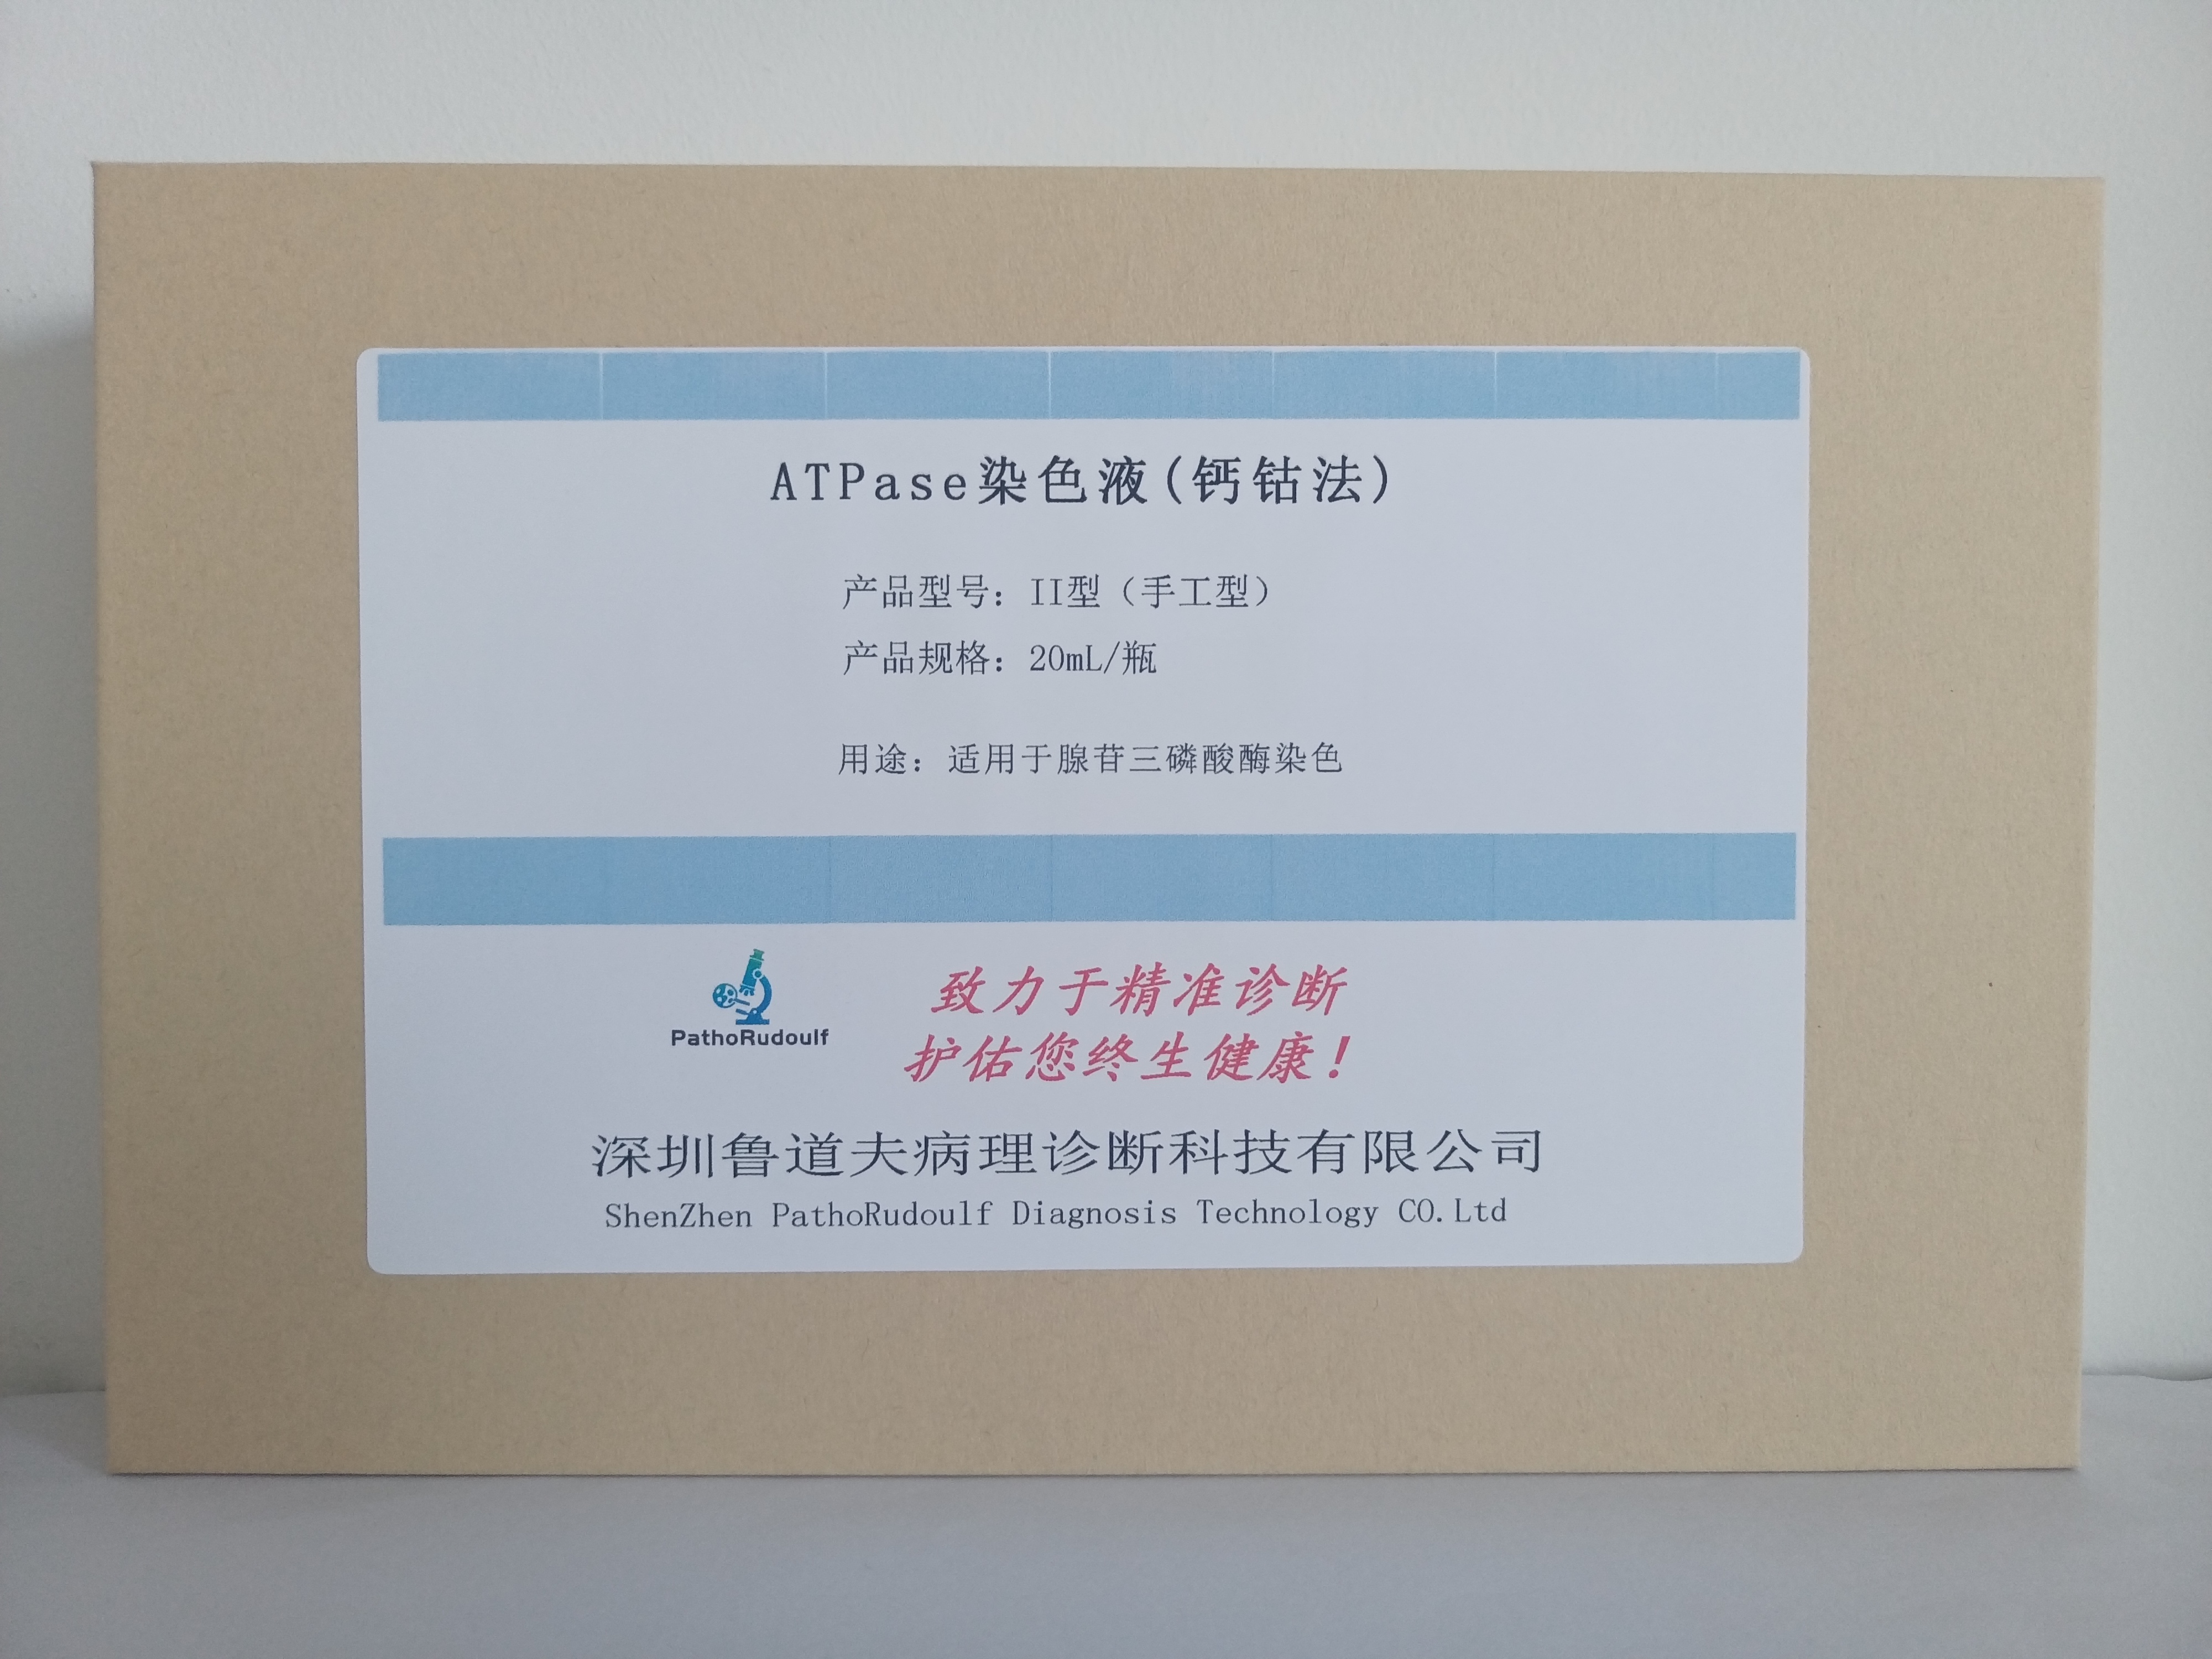 ATPase染色液(钙钴法)
产品型号：II型（手工型）
产品规格：20mL/瓶
用途：适用于腺苷三磷酸酶染色
PathoRudoulf
致力于精准诊断
护佑您终生健康！
深圳鲁道夫病理诊断科技有限公司
ShenZhen PathoRudoulf Diagnosis Technology CO.Ltd